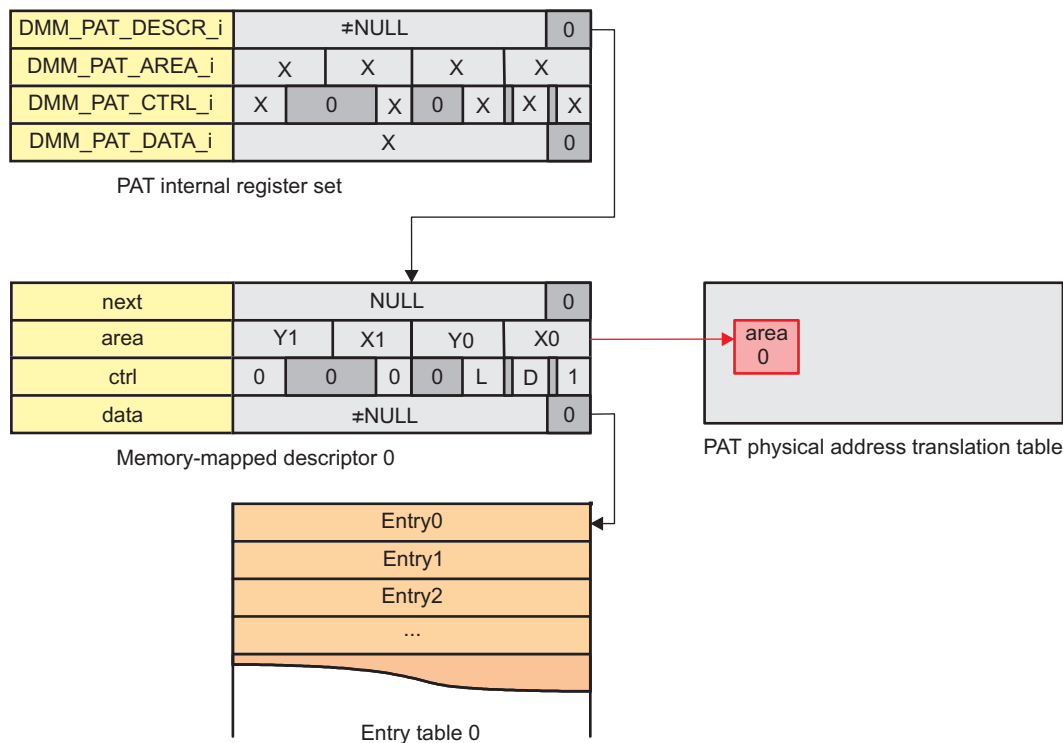 DMM_PAT_DESCR_i ≠NULL 0
DMM_PAT_AREA_i X X X X
DMM_PAT_CTRL_i X 0 X 0 X X X
DMM_PAT_DATA_i X 0
PAT internal register set
next NULL 0
area Y1 X1 Y0 X0
ctrl 0 0 0 0 L D 1
data ≠NULL 0
Memory-mapped descriptor 0
area
0
PAT physical address translation table
Entry0
Entry1
Entry2
...
Entry table 0